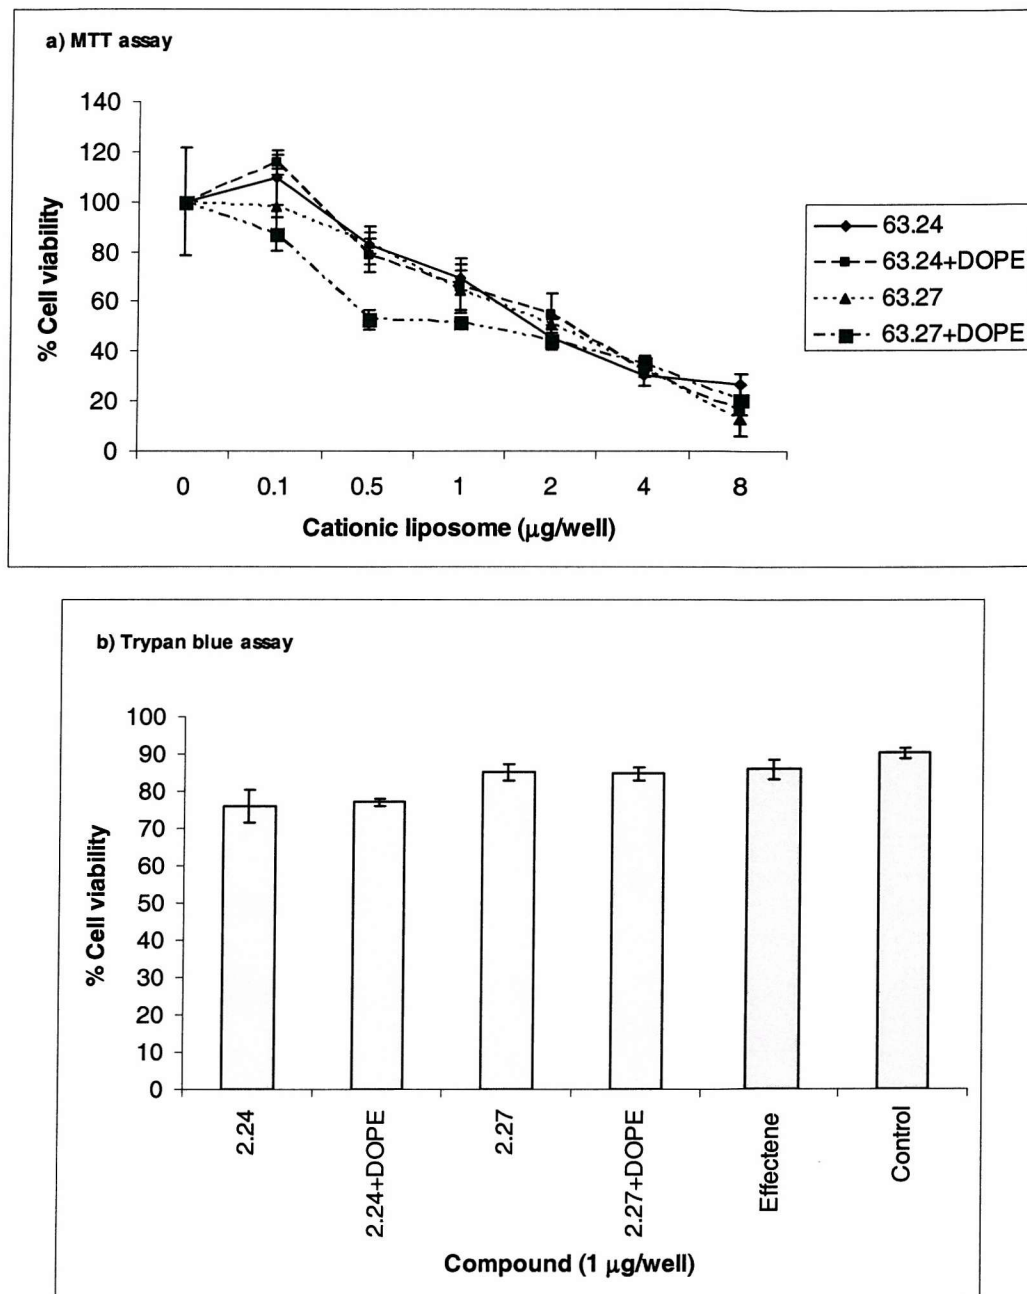 a) MTT assay
140
120
100
80
60
40
20
0
% Cell viability
0 0.1 0.5 1 2 4 8
Cationic liposome (µg/well)
63.24
63.24+DOPE
63.27
63.27+DOPE
b) Trypan blue assay
100
90
80
70
60
50
40
30
20
10
0
% Cell viability
2.24
2.24+DOPE
2.27
2.27+DOPE
Effectene
Control
Compound (1 µg/well)